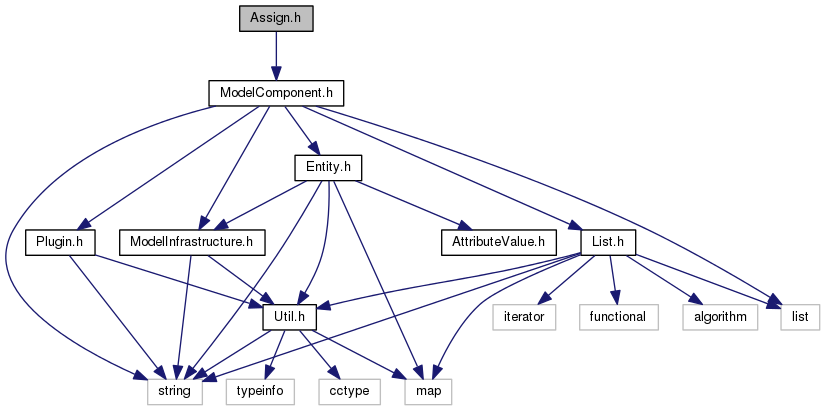 Assign.h
ModelComponent.h
Entity.h
Plugin.h
ModelInfrastructure.h
AttributeValue.h
List.h
Util.h
iterator
functional
algorithm
list
string
typeinfo
cctype
map